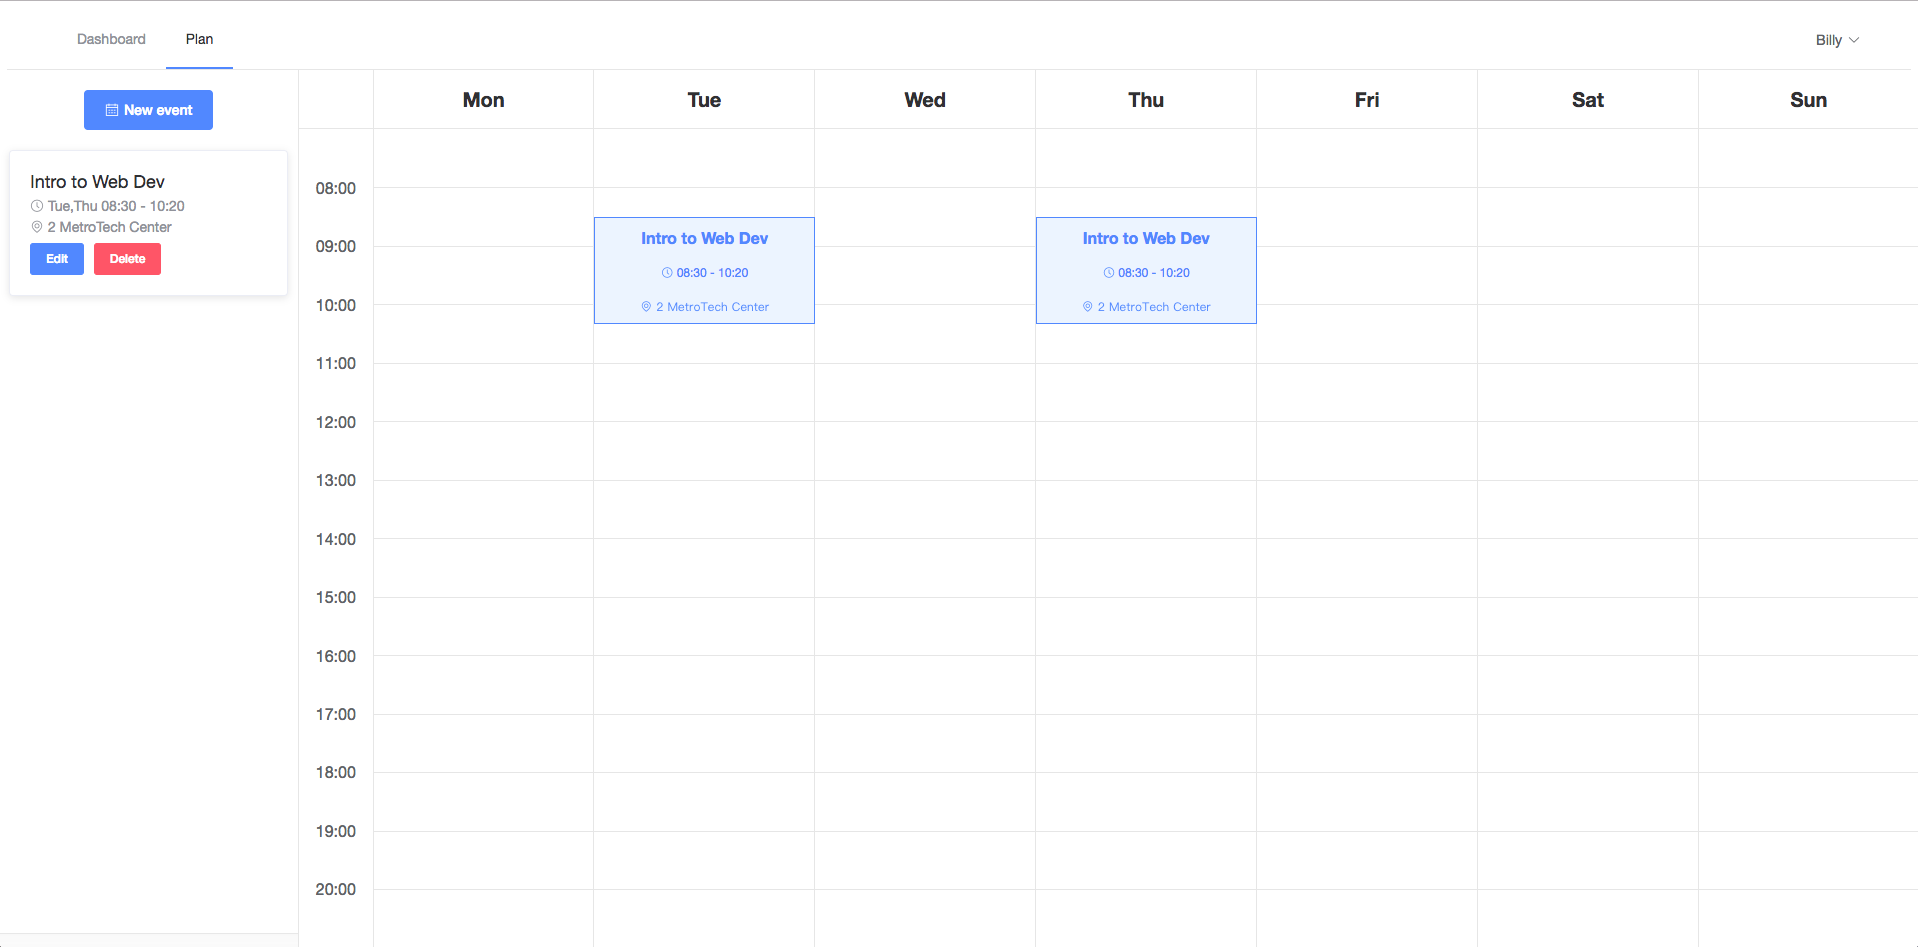 Dashboard
Plan
Billy
New event
Intro to Web Dev
Tue,Thu 08:30 - 10:20
2 MetroTech Center
Edit
Delete
Mon
Tue
Wed
Thu
Fri
Sat
Sun
08:00
09:00
10:00
11:00
12:00
13:00
14:00
15:00
16:00
17:00
18:00
19:00
20:00
Intro to Web Dev
08:30 - 10:20
2 MetroTech Center
Intro to Web Dev
08:30 - 10:20
2 MetroTech Center